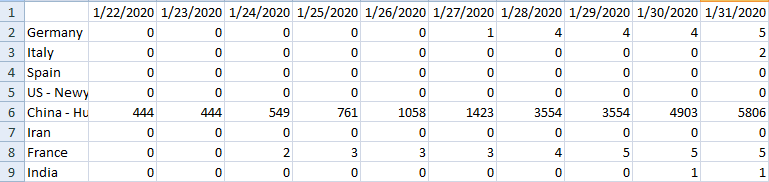 1 1/22/2020 1/23/2020 1/24/2020 1/25/2020 1/26/2020 1/27/2020 1/28/2020 1/29/2020 1/30/2020 1/31/2020
2 Germany 0 0 0 0 0 1 4 4 4 5
3 Italy 0 0 0 0 0 0 0 0 0 2
4 Spain 0 0 0 0 0 0 0 0 0 0
5 US - Newy 0 0 0 0 0 0 0 0 0 0
6 China - Hu 444 444 549 761 1058 1423 3554 3554 4903 5806
7 Iran 0 0 0 0 0 0 0 0 0 0
8 France 0 0 2 3 3 3 4 5 5 5
9 India 0 0 0 0 0 0 0 0 1 1